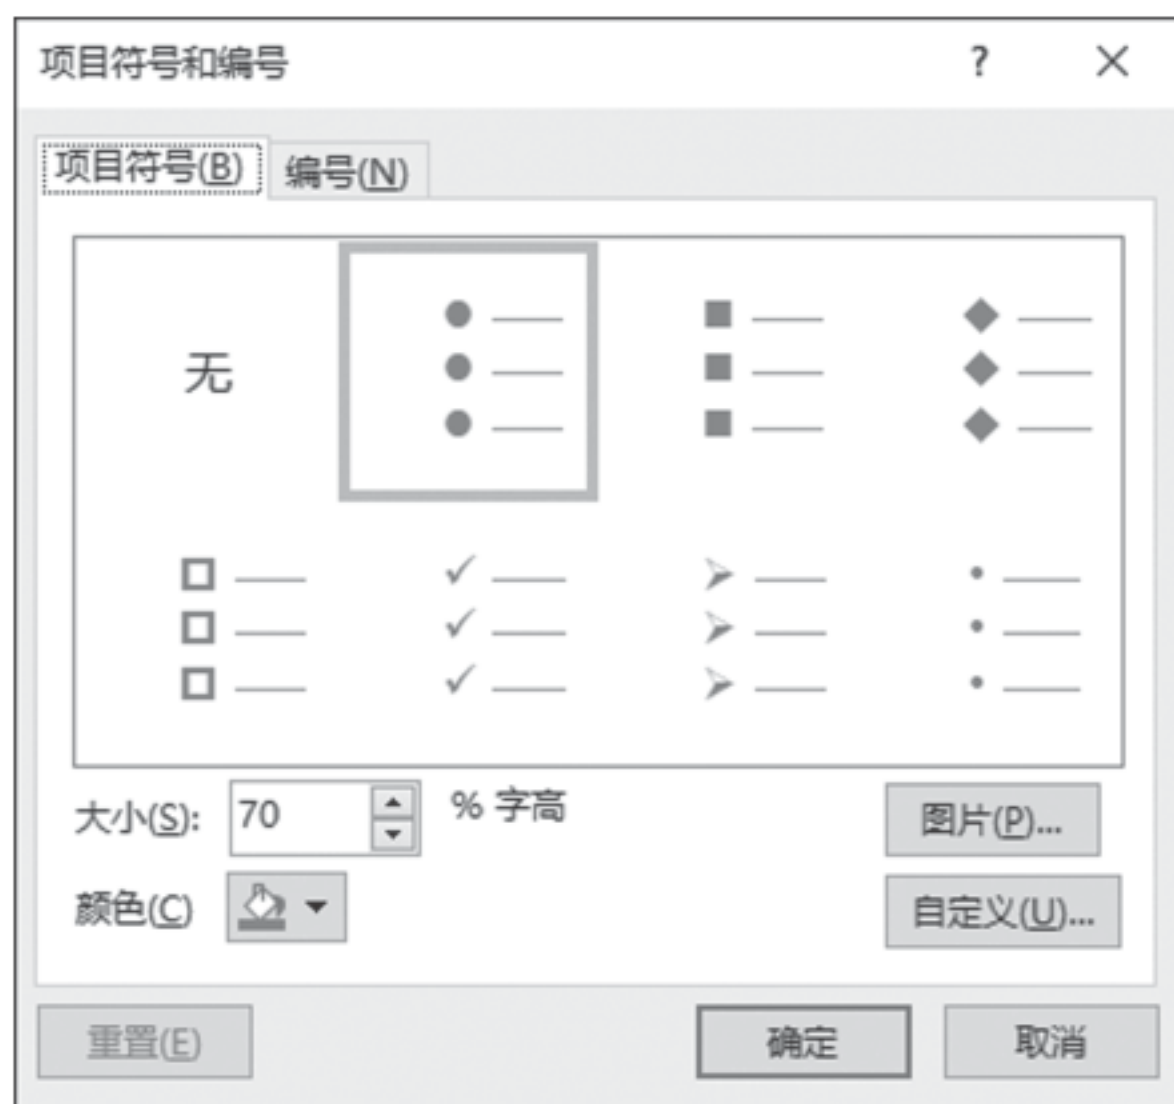 项目符号和编号 ?
项目符号(B) 编号(N)
无
大小(S): 70 % 字高 图片(P)...
颜色(C) 自定义(U)...
重置(E) 确定 取消